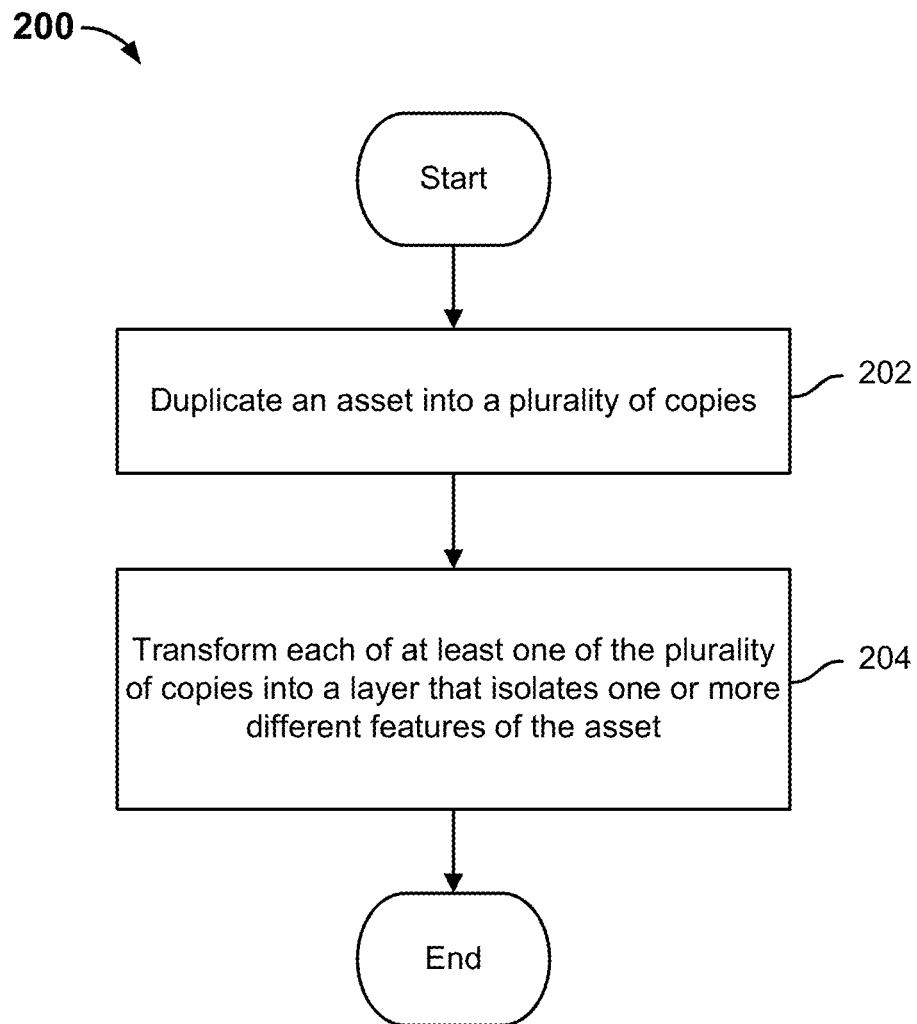 200
Start
Duplicate an asset into a plurality of copies
202
Transform each of at least one of the plurality
of copies into a layer that isolates one or more
different features of the asset
204
End